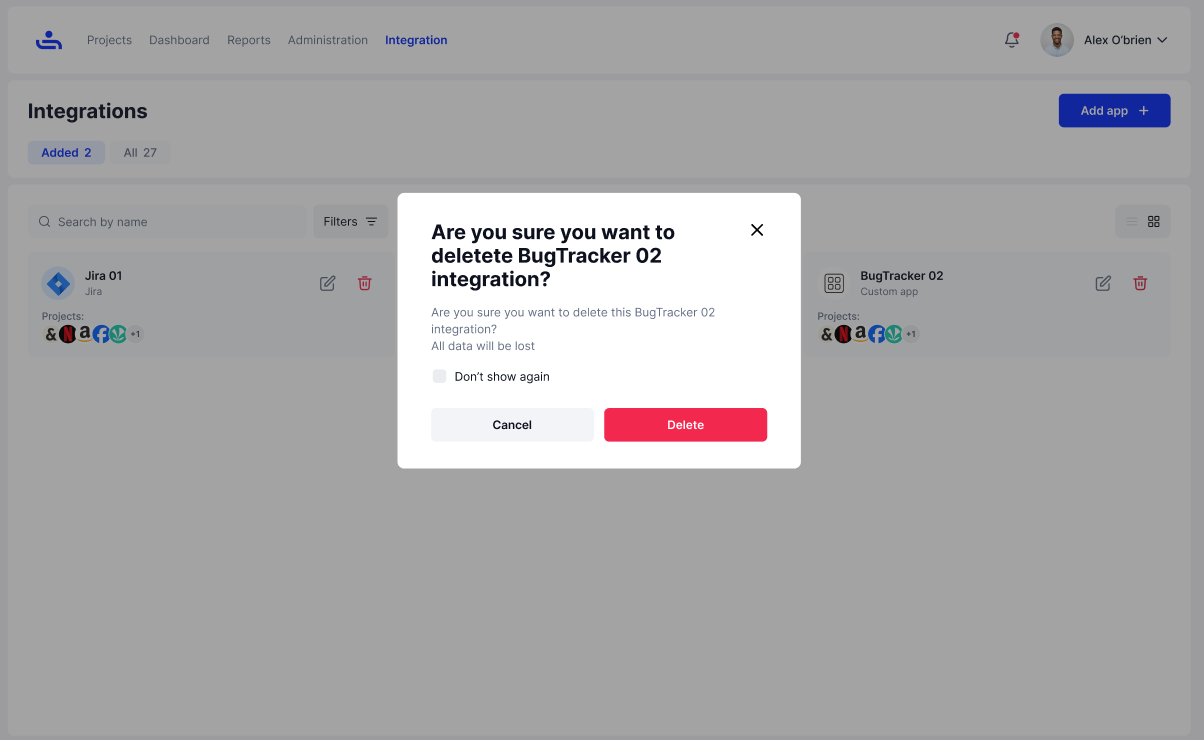 Projects Dashboard Reports Administration Integration Alex O'brien
Integrations
Add app +
Added 2 All 27
Search by name Filters
Are you sure you want to
deletete BugTracker 02
integration?
Are you sure you want to delete this BugTracker 02
integration?
All data will be lost
Don't show again
Cancel Delete
Jira 01
Jira
Projects:
& N a f +1
BugTracker 02
Custom app
Projects:
& N a f +1